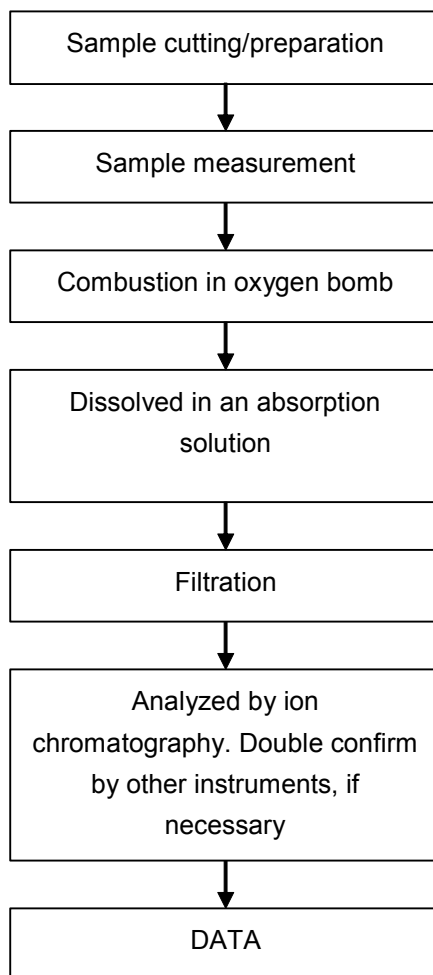 Sample cutting/preparation
Sample measurement
Combustion in oxygen bomb
Dissolved in an absorption
solution
Filtration
Analyzed by ion
chromatography. Double confirm
by other instruments, if
necessary
DATA